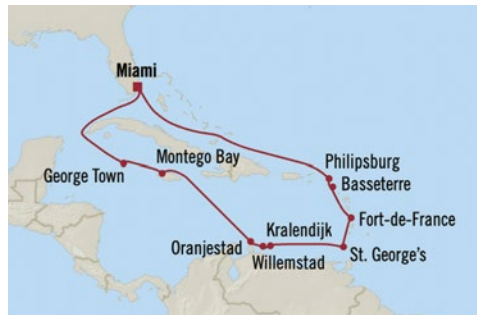 Miami
Montego Bay
George Town
Philipsburg
Basseterre
Fort-de-France
Kralendijk
Oranjestad
Willemstad
St. George's